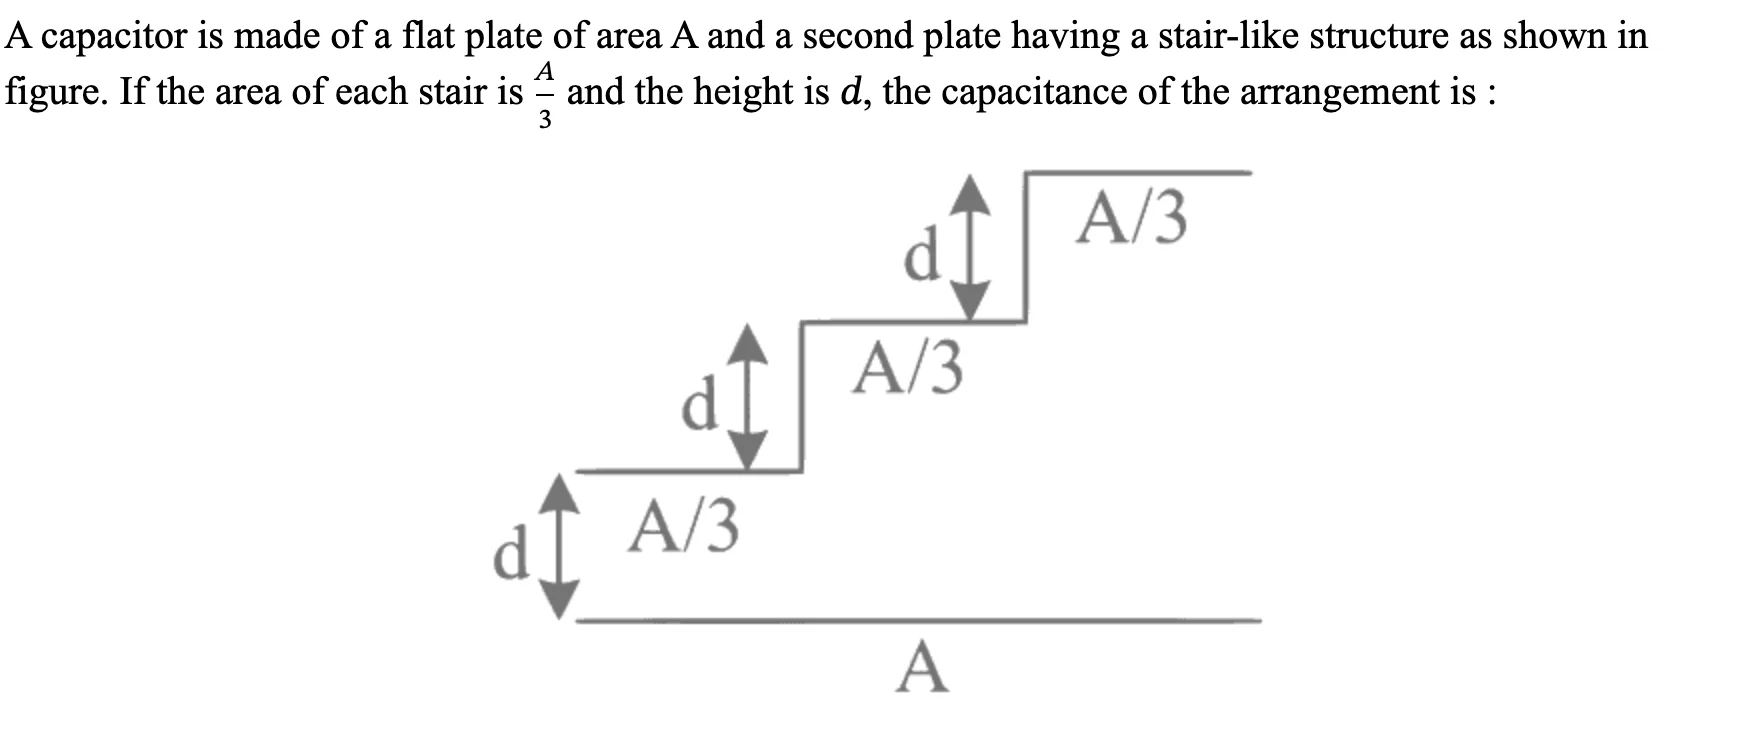 A capacitor is made of a flat plate of area A and a second plate having a stair-like structure as shown in
figure. If the area of each stair is A/3 and the height is d, the capacitance of the arrangement is :
A/3
d
A/3
d
A/3
d
A